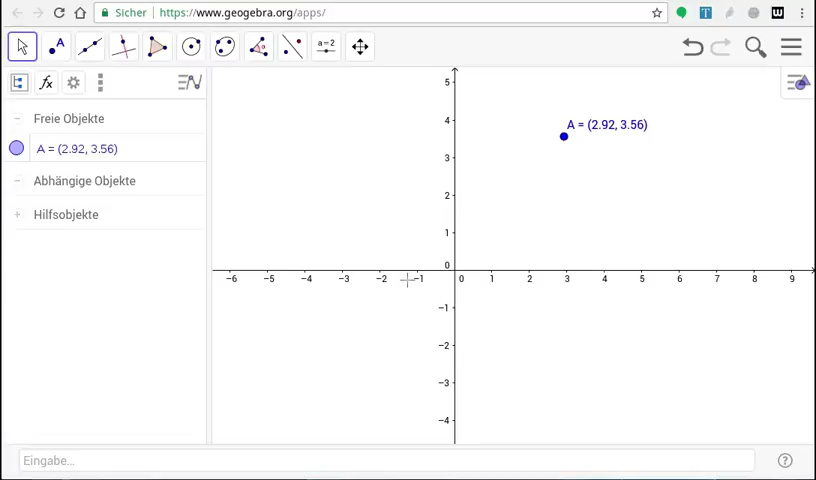 Sicher https://www.geogebra.org/apps/
A
a=2
fx
Freie Objekte
A = (2.92, 3.56)
Abhängige Objekte
Hilfsobjekte
A = (2.92, 3.56)
5
4
3
2
1
0
−6 −5 −4 −3 −2 −1 0 1 2 3 4 5 6 7 8 9
−1
−2
−3
−4
Eingabe...